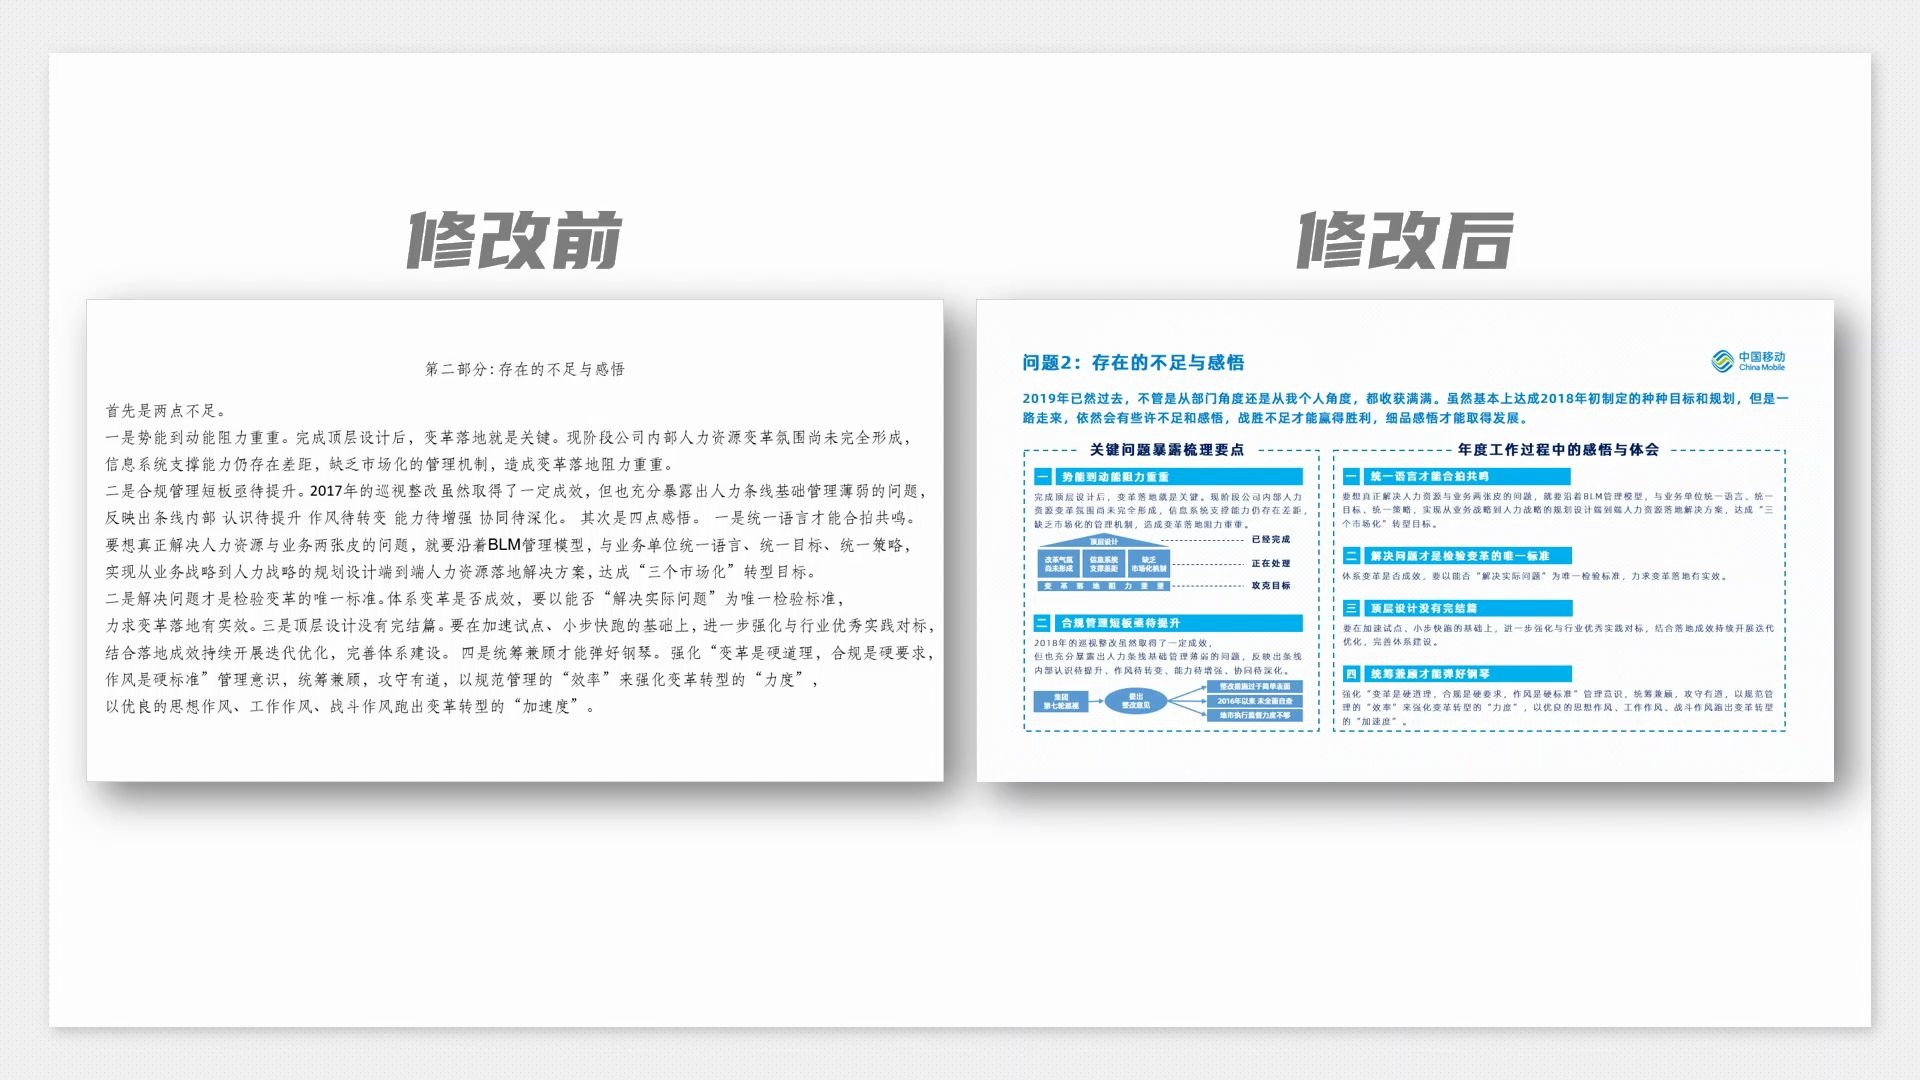 修改前
修改后
第二部分：存在的不足与感悟
首先是两点不足。
一是势能到动能阻力重重。完成顶层设计后，变革落地就是关键。现阶段公司内部人力资源变革氛围尚未完全形成，
信息系统支撑能力仍存在差距，缺乏市场化的管理机制，造成变革落地阻力重重。
二是合规管理短板亟待提升。2017年的巡视整改虽然取得了一定成效，但也充分暴露出人力条线基础管理薄弱的问题，
反映出条线内部 认识待提升 作风待转变 能力待增强 协同待深化。 其次是四点感悟。 一是统一语言才能合拍共鸣。
要想真正解决人力资源与业务两张皮的问题，就要沿着BLM管理模型，与业务单位统一语言、统一目标、统一策略，
实现从业务战略到人力战略的规划设计端到端人力资源落地解决方案，达成“三个市场化”转型目标。
二是解决问题才是检验变革的唯一标准。体系变革是否成效，要以能否“解决实际问题”为唯一检验标准，
力求变革落地有实效。三是顶层设计没有完结篇。要在加速试点、小步快跑的基础上，进一步强化与行业优秀实践对标，
结合落地成效持续开展迭代优化，完善体系建设。 四是统筹兼顾才能弹好钢琴。强化“变革是硬道理，合规是硬要求，
作风是硬标准”管理意识，统筹兼顾，攻守有道，以规范管理的“效率”来强化变革转型的“力度”，
以优良的思想作风、工作作风、战斗作风跑出变革转型的“加速度”。
问题2：存在的不足与感悟
中国移动
China Mobile
2019年已然过去，不管是从部门角度还是从我个人角度，都收获满满。虽然基本上达成2018年初制定的种种目标和规划，但是一
路走来，依然会有些许不足和感悟，战胜不足才能赢得胜利，细品感悟才能取得发展。
关键问题暴露梳理要点
一 势能到动能阻力重重
完成顶层设计后，变革落地就是关键。现阶段公司内部人力
资源变革氛围尚未完全形成，信息系统支撑能力仍存在差距，
缺乏市场化的管理机制，造成变革落地阻力重重。
顶层设计
已经完成
改革气氛
尚未形成
信息系统
支撑差距
缺乏
市场化机制
正在处理
变革落地阻力重重
攻克目标
二 合规管理短板亟待提升
2018年的巡视整改虽然取得了一定成效，
但也充分暴露出人力条线基础管理薄弱的问题，反映出条线
内部认识待提升、作风待转变、能力待增强、协同待深化。
集团
第七轮巡视
提出
整改意见
整改措施过于简单表面
2016年以来 未全面自查
地市执行监督力度不够
年度工作过程中的感悟与体会
一 统一语言才能合拍共鸣
要想真正解决人力资源与业务两张皮的问题，就要沿着BLM管理模型，与业务单位统一语言、统一
目标、统一策略，实现从业务战略到人力战略的规划设计端到端人力资源落地解决方案，达成“三
个市场化”转型目标。
二 解决问题才是检验变革的唯一标准
体系变革是否成效，要以能否“解决实际问题”为唯一检验标准，力求变革落地有实效。
三 顶层设计没有完结篇
要在加速试点、小步快跑的基础上，进一步强化与行业优秀实践对标，结合落地成效持续开展迭代
优化，完善体系建设。
四 统筹兼顾才能弹好钢琴
强化“变革是硬道理，合规是硬要求，作风是硬标准”管理意识，统筹兼顾，攻守有道，以规范管
理的“效率”来强化变革转型的“力度”，以优良的思想作风、工作作风、战斗作风跑出变革转型
的“加速度”。